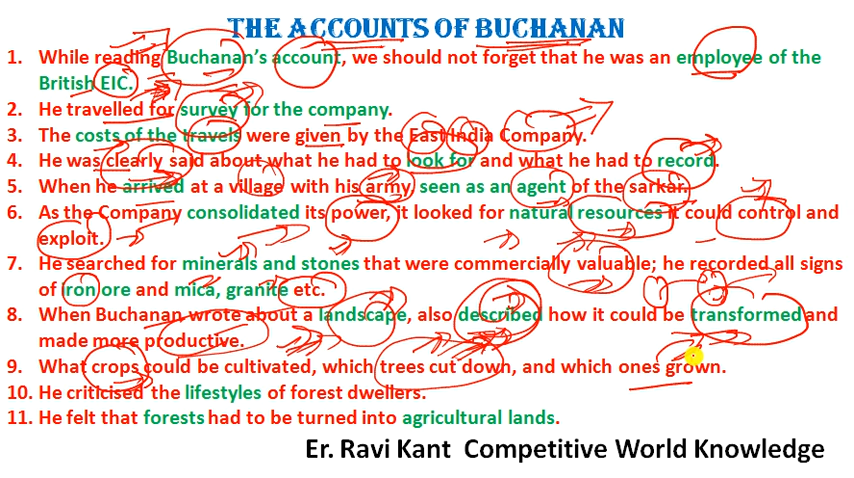 THE ACCOUNTS OF BUCHANAN
1. While reading Buchanan's account, we should not forget that he was an employee of the
British EIC.
2. He travelled for survey for the company.
3. The costs of the travels were given by the East India Company.
4. He was clearly said about what he had to look for and what he had to record.
5. When he arrived at a village with his army, seen as an agent of the sarkar.
6. As the Company consolidated its power, it looked for natural resources it could control and
exploit.
7. He searched for minerals and stones that were commercially valuable; he recorded all signs
of iron ore and mica, granite etc.
8. When Buchanan wrote about a landscape, also described how it could be transformed and
made more productive.
9. What crops could be cultivated, which trees cut down, and which ones grown.
10. He criticised the lifestyles of forest dwellers.
11. He felt that forests had to be turned into agricultural lands.
Er. Ravi Kant Competitive World Knowledge